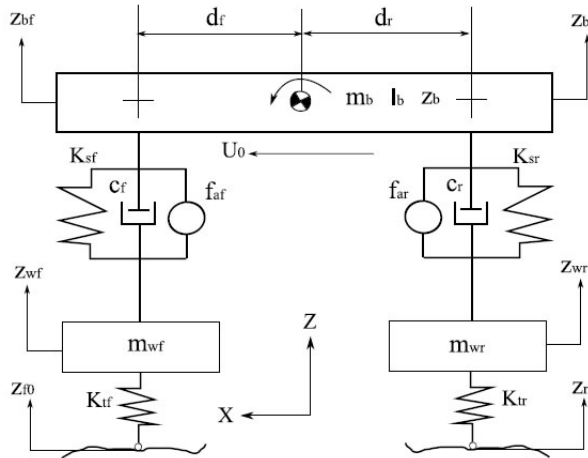 d_f d_r
z_bf z_b
m_b I_b z_b
U_0
K_sf c_f f_af f_ar c_r K_sr
z_wf z_wr
m_wf m_wr
Z
z_f0 K_tf X K_tr z_r